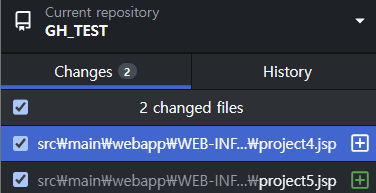 Current repository
GH_TEST
Changes 2
History
2 changed files
src₩main₩webapp₩WEB-INF...₩project4.jsp
src₩main₩webapp₩WEB-INF...₩project5.jsp